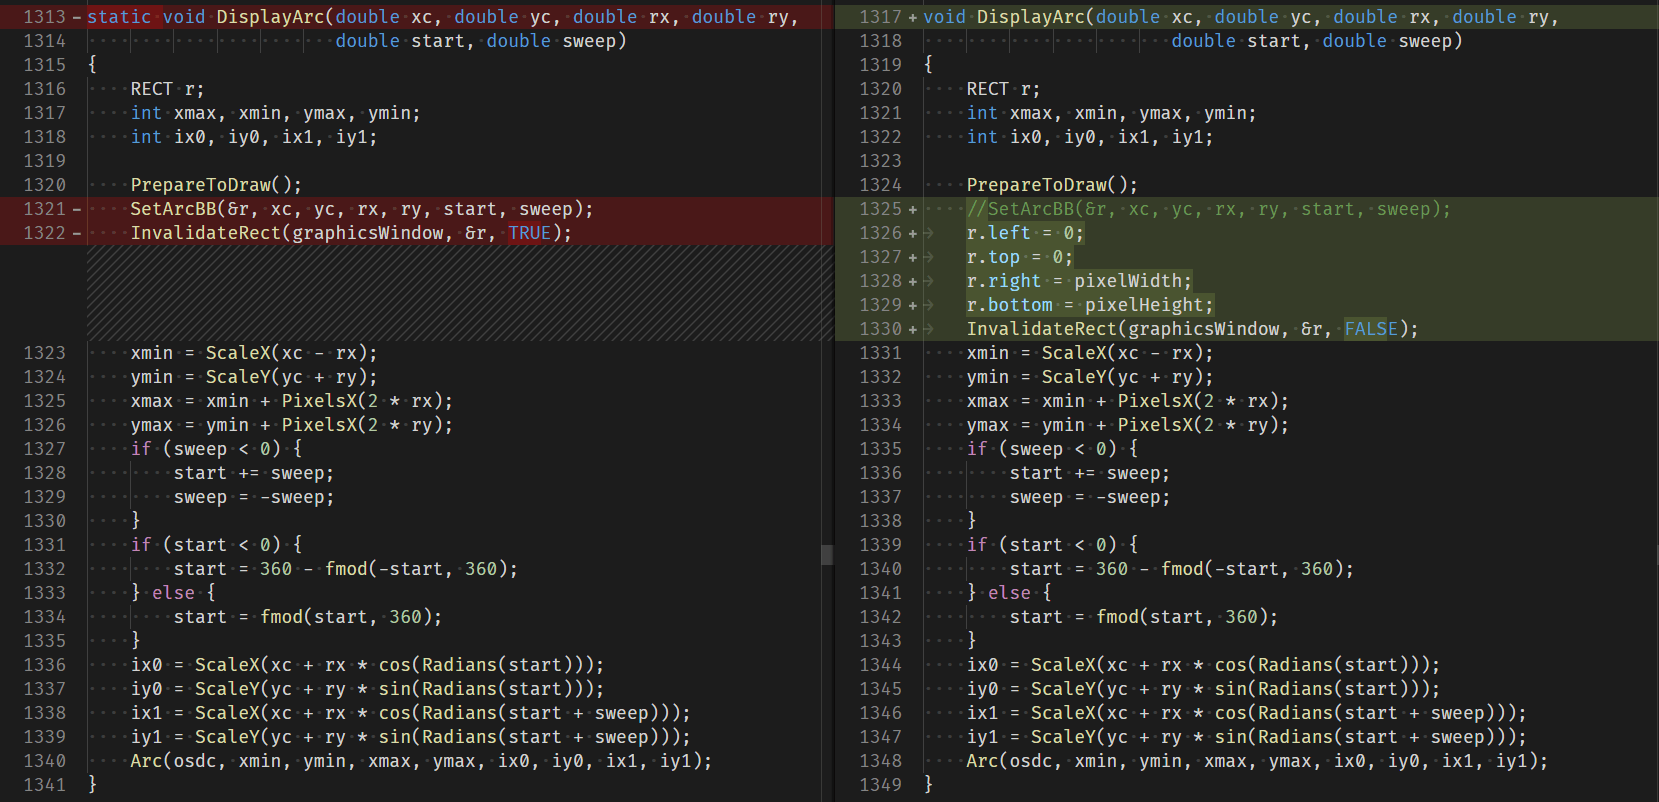 1313 - static void DisplayArc(double xc, double yc, double rx, double ry,
1314 double start, double sweep)
1315 {
1316 RECT r;
1317 int xmax, xmin, ymax, ymin;
1318 int ix0, iy0, ix1, iy1;
1319
1320 PrepareToDraw();
1321 - SetArcBB(&r, xc, yc, rx, ry, start, sweep);
1322 - InvalidateRect(graphicsWindow, &r, TRUE);
1323 xmin = ScaleX(xc - rx);
1324 ymin = ScaleY(yc + ry);
1325 xmax = xmin + PixelsX(2 * rx);
1326 ymax = ymin + PixelsX(2 * ry);
1327 if (sweep < 0) {
1328 start += sweep;
1329 sweep = -sweep;
1330 }
1331 if (start < 0) {
1332 start = 360 - fmod(-start, 360);
1333 } else {
1334 start = fmod(start, 360);
1335 }
1336 ix0 = ScaleX(xc + rx * cos(Radians(start)));
1337 iy0 = ScaleY(yc + ry * sin(Radians(start)));
1338 ix1 = ScaleX(xc + rx * cos(Radians(start + sweep)));
1339 iy1 = ScaleY(yc + ry * sin(Radians(start + sweep)));
1340 Arc(osdc, xmin, ymin, xmax, ymax, ix0, iy0, ix1, iy1);
1341 }
1317 + void DisplayArc(double xc, double yc, double rx, double ry,
1318 double start, double sweep)
1319 {
1320 RECT r;
1321 int xmax, xmin, ymax, ymin;
1322 int ix0, iy0, ix1, iy1;
1323
1324 PrepareToDraw();
1325 + //SetArcBB(&r, xc, yc, rx, ry, start, sweep);
1326 + r.left = 0;
1327 + r.top = 0;
1328 + r.right = pixelWidth;
1329 + r.bottom = pixelHeight;
1330 + InvalidateRect(graphicsWindow, &r, FALSE);
1331 xmin = ScaleX(xc - rx);
1332 ymin = ScaleY(yc + ry);
1333 xmax = xmin + PixelsX(2 * rx);
1334 ymax = ymin + PixelsX(2 * ry);
1335 if (sweep < 0) {
1336 start += sweep;
1337 sweep = -sweep;
1338 }
1339 if (start < 0) {
1340 start = 360 - fmod(-start, 360);
1341 } else {
1342 start = fmod(start, 360);
1343 }
1344 ix0 = ScaleX(xc + rx * cos(Radians(start)));
1345 iy0 = ScaleY(yc + ry * sin(Radians(start)));
1346 ix1 = ScaleX(xc + rx * cos(Radians(start + sweep)));
1347 iy1 = ScaleY(yc + ry * sin(Radians(start + sweep)));
1348 Arc(osdc, xmin, ymin, xmax, ymax, ix0, iy0, ix1, iy1);
1349 }